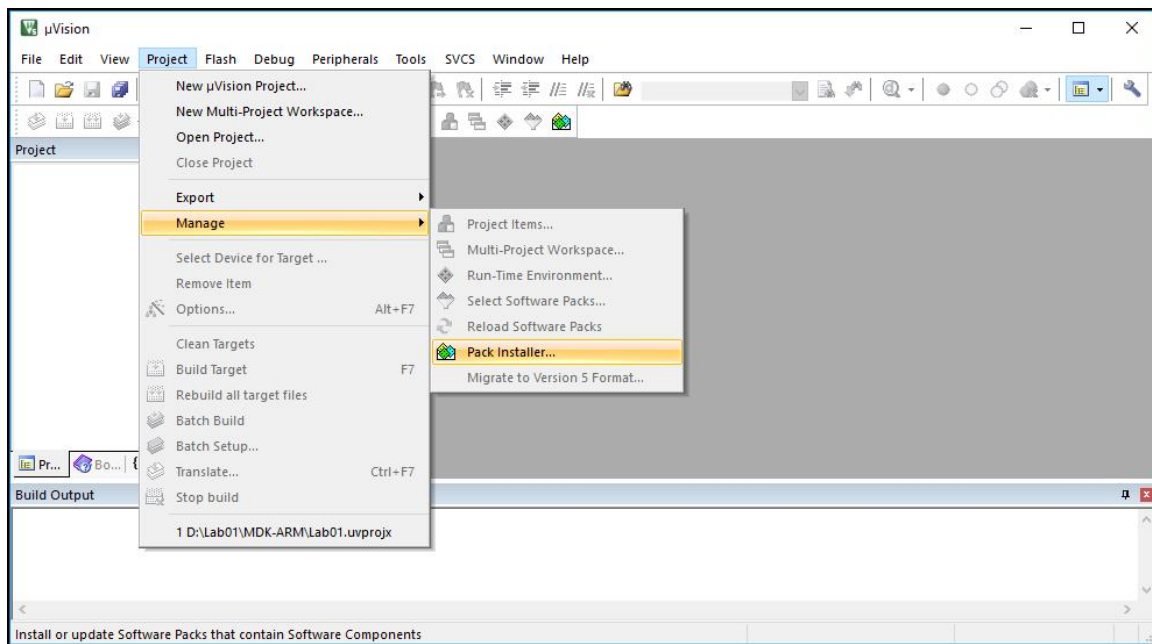 µVision
File Edit View Project Flash Debug Peripherals Tools SVCS Window Help
Project
New µVision Project...
New Multi-Project Workspace...
Open Project...
Close Project
Export
Manage
Select Device for Target ...
Remove Item
Options... Alt+F7
Clean Targets
Build Target F7
Rebuild all target files
Batch Build
Batch Setup...
Translate... Ctrl+F7
Stop build
1 D:\Lab01\MDK-ARM\Lab01.uvprojx
Project Items...
Multi-Project Workspace...
Run-Time Environment...
Select Software Packs...
Reload Software Packs
Pack Installer...
Migrate to Version 5 Format...
Pr... Bo... {
Build Output
Install or update Software Packs that contain Software Components